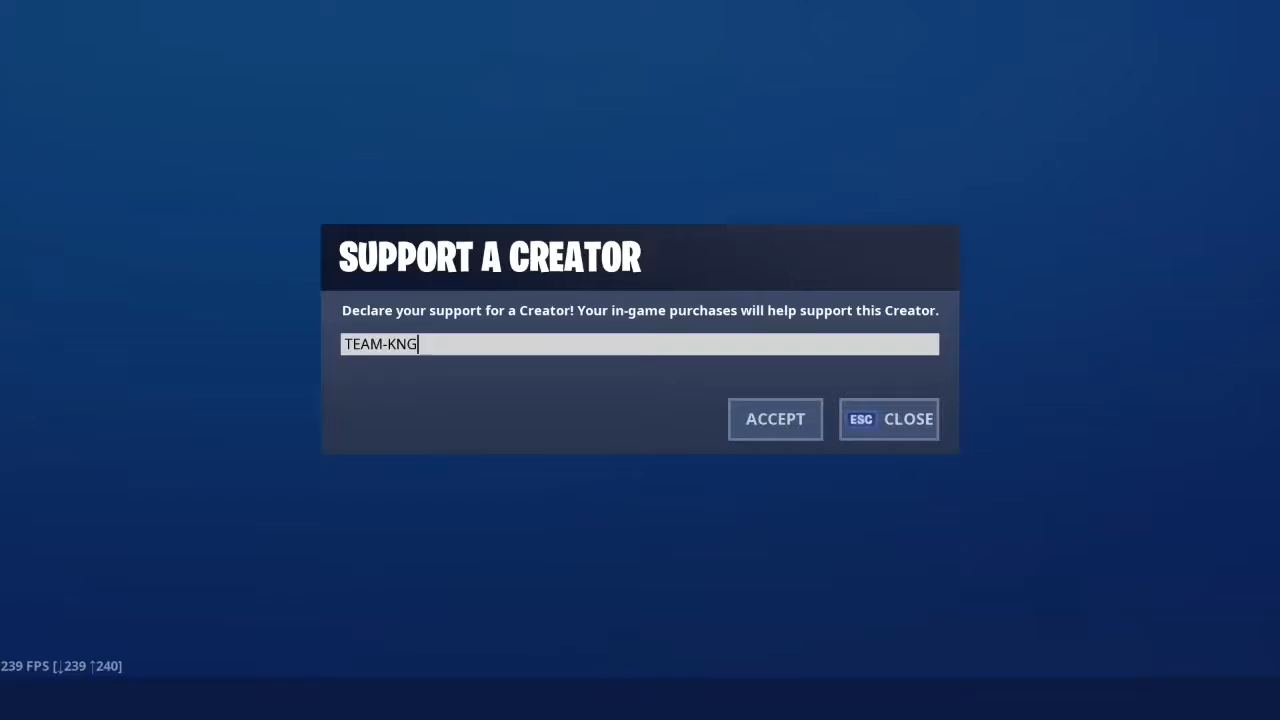 SUPPORT A CREATOR
Declare your support for a Creator! Your in-game purchases will help support this Creator.
TEAM-KNG
ACCEPT
ESC CLOSE
239 FPS [↓239 ↑240]